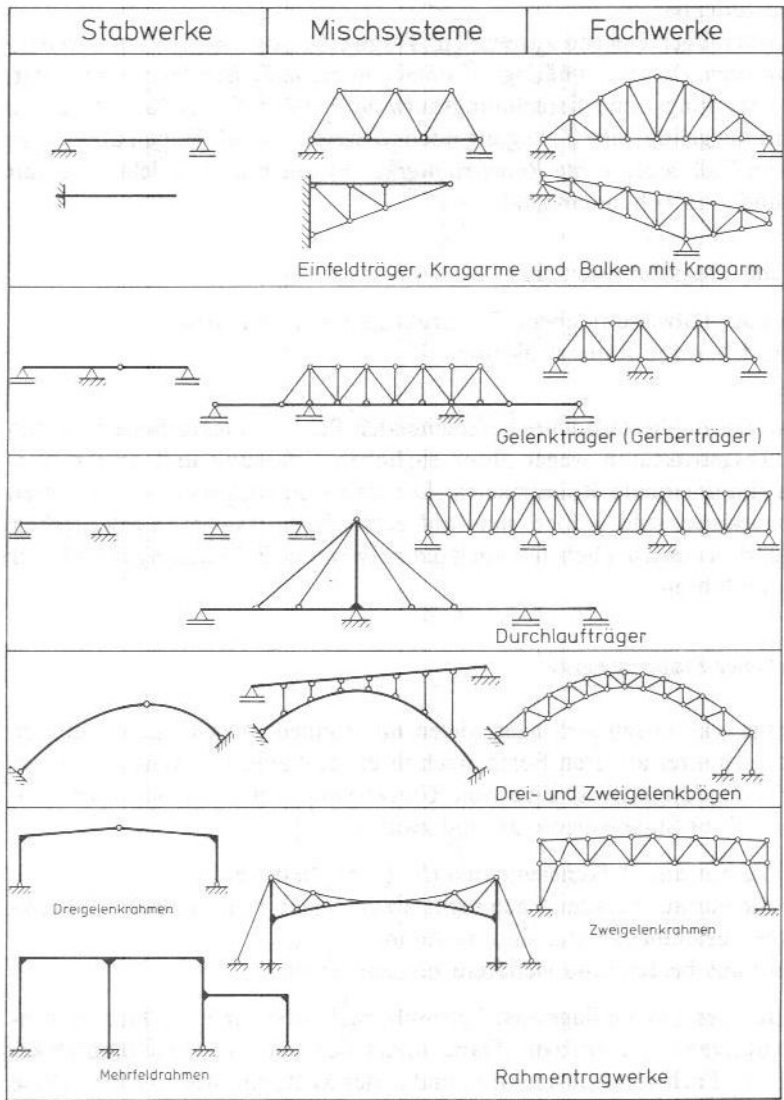 Stabwerke
Mischsysteme
Fachwerke
Einfeldträger, Kragarme und Balken mit Kragarm
Gelenkträger (Gerberträger)
Durchlaufträger
Drei- und Zweigelenkbögen
Dreigelenkrahmen
Zweigelenkrahmen
Mehrfeldrahmen
Rahmentragwerke